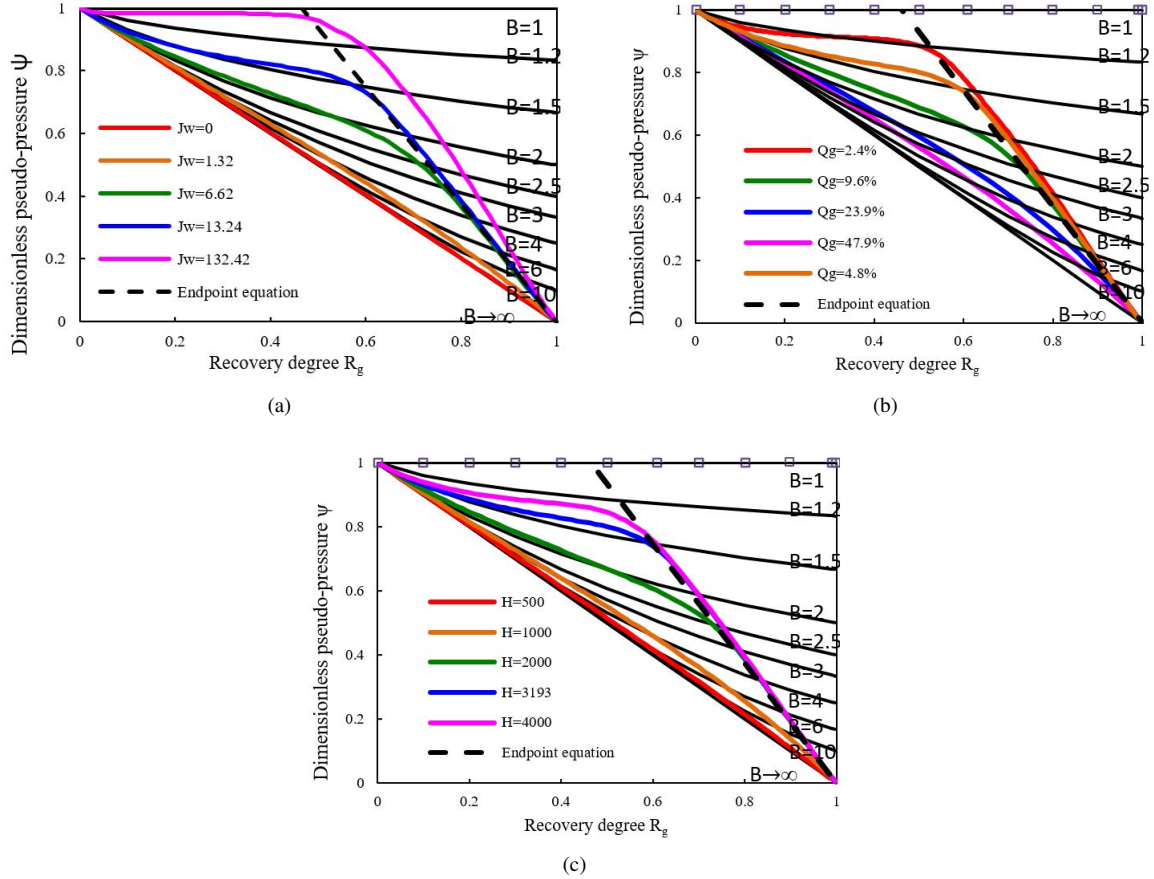 Dimensionless pseudo-pressure Ψ
1
0.8
0.6
0.4
0.2
0
0
0.2
0.4
0.6
0.8
1
Recovery degree Rg
Jw=0
Jw=1.32
Jw=6.62
Jw=13.24
Jw=132.42
Endpoint equation
B=1
B=1.2
B=1.5
B=2
B=2.5
B=3
B=4
B=6
B=10
B→∞
(a)
Dimensionless pseudo-pressure ψ
1
0.8
0.6
0.4
0.2
0
0
0.2
0.4
0.6
0.8
1
Recovery degree Rg
Qg=2.4%
Qg=9.6%
Qg=23.9%
Qg=47.9%
Qg=4.8%
Endpoint equation
B=1
B=1.2
B=1.5
B=2
B=2.5
B=3
B=4
B=6
B=10
B→∞
(b)
Dimensionless pseudo-pressure ψ
1
0.8
0.6
0.4
0.2
0
0
0.2
0.4
0.6
0.8
1
Recovery degree Rg
H=500
H=1000
H=2000
H=3193
H=4000
Endpoint equation
B=1
B=1.2
B=1.5
B=2
B=2.5
B=3
B=4
B=6
B=10
B→∞
(c)